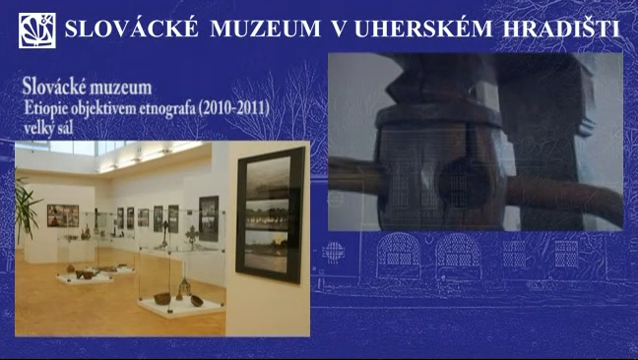 SLOVÁCKÉ MUZEUM V UHERSKÉM HRADIŠTI
Slovácké muzeum
Etiopie objektivem etnografa (2010-2011)
velký sál